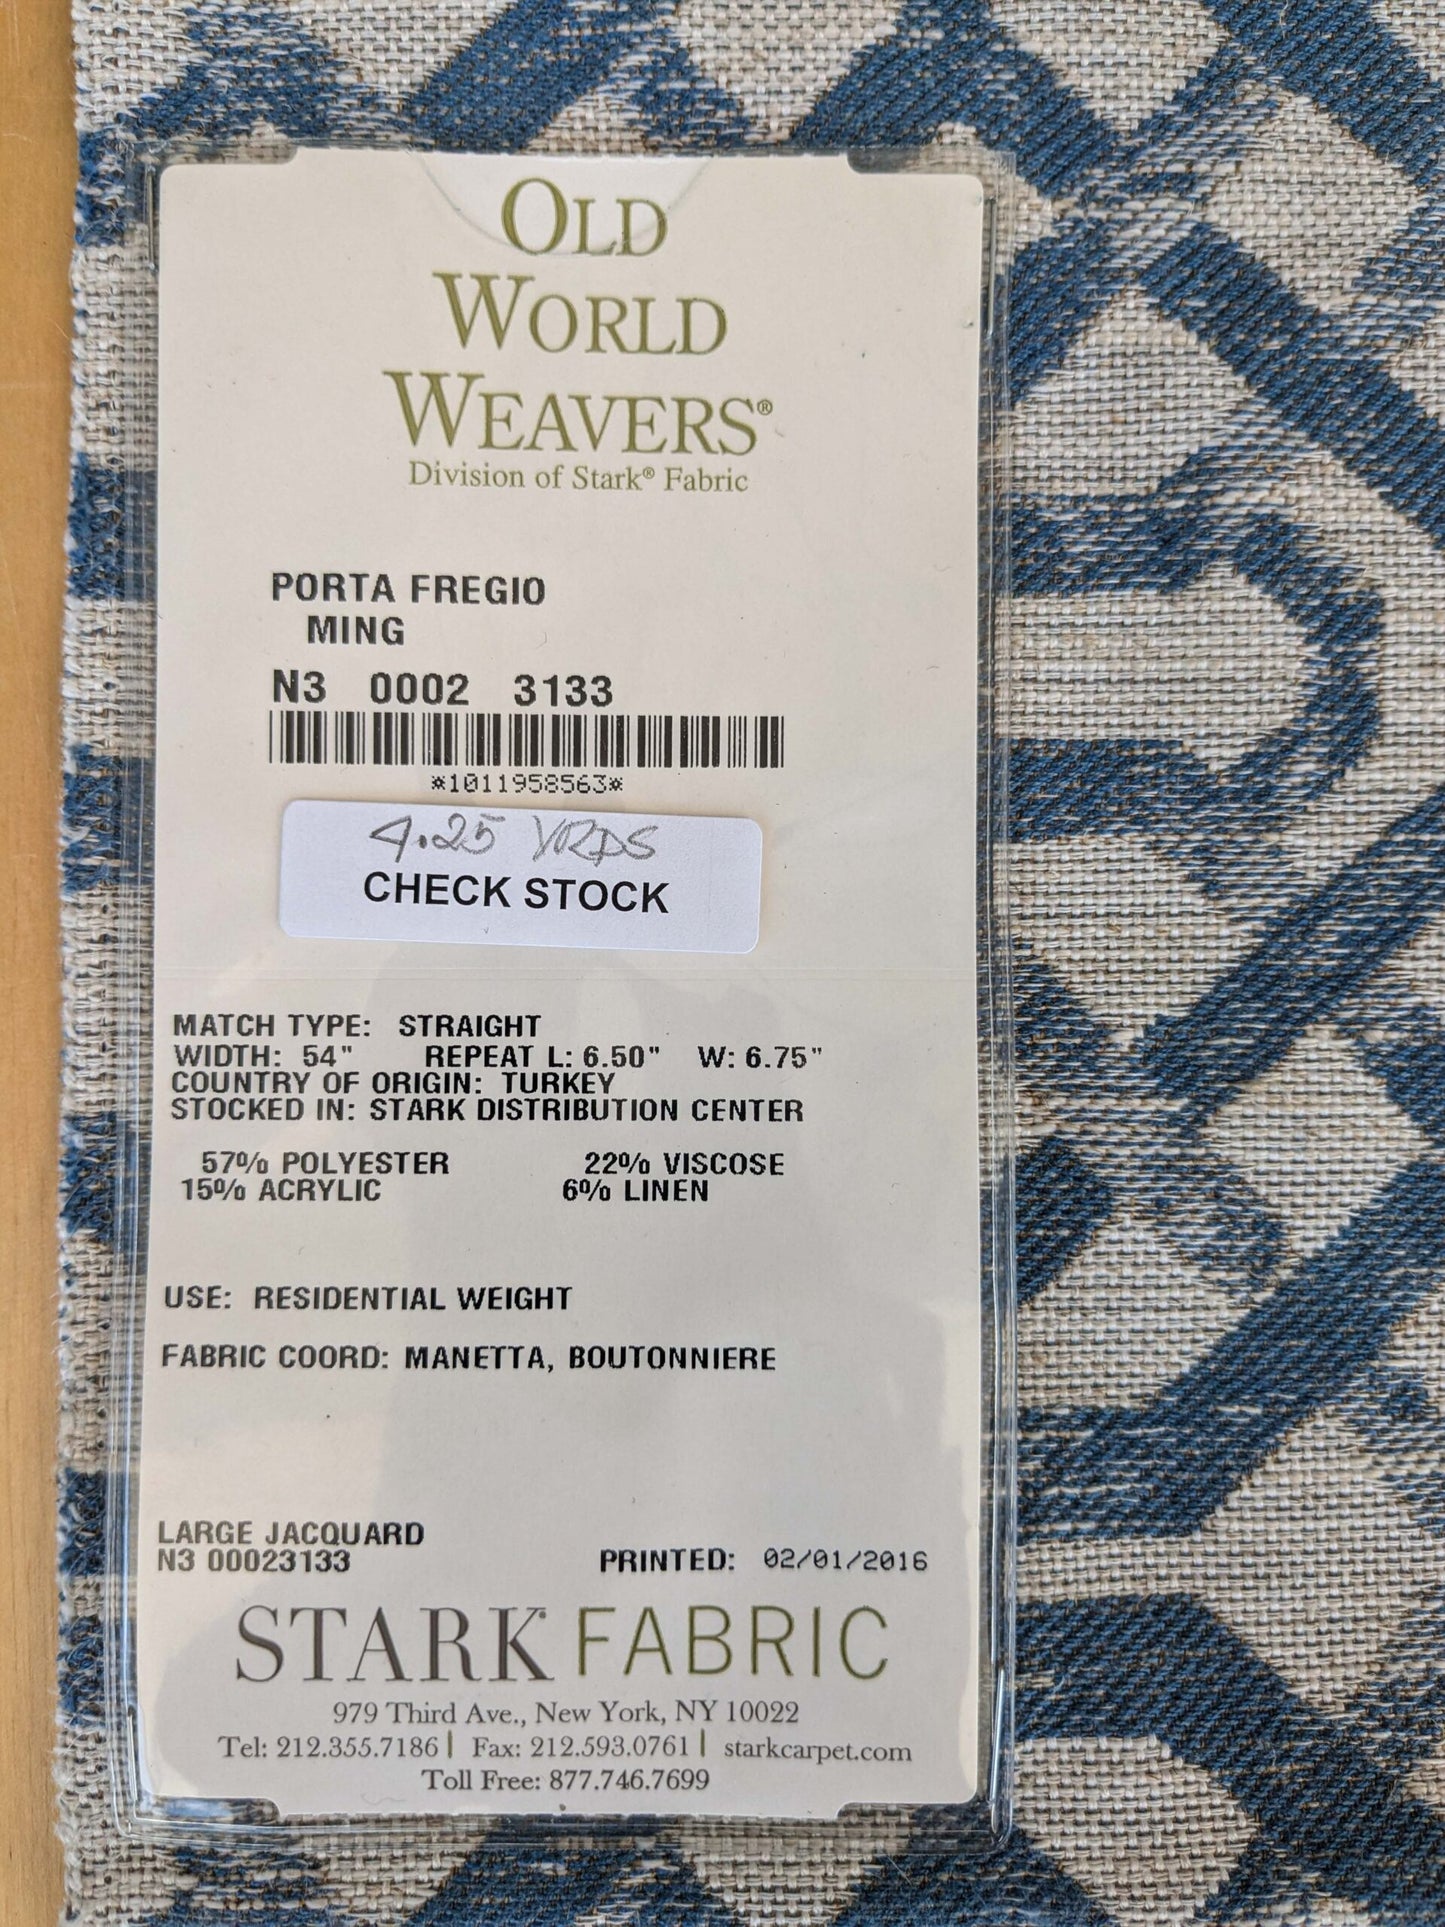 OLD
WORLD
WEAVERS®
Division of Stark® Fabric
PORTA FREGIO
MING
N3 0002 3133
*1011958563*
4.25 YRDS
CHECK STOCK
MATCH TYPE: STRAIGHT
WIDTH: 54" REPEAT L: 6.50" W: 6.75"
COUNTRY OF ORIGIN: TURKEY
STOCKED IN: STARK DISTRIBUTION CENTER
57% POLYESTER 22% VISCOSE
15% ACRYLIC 6% LINEN
USE: RESIDENTIAL WEIGHT
FABRIC COORD: MANETTA, BOUTONNIERE
LARGE JACQUARD
N3 00023133 PRINTED: 02/01/2016
STARK FABRIC
979 Third Ave., New York, NY 10022
Tel: 212.355.7186 | Fax: 212.593.0761 | starkcarpet.com
Toll Free: 877.746.7699